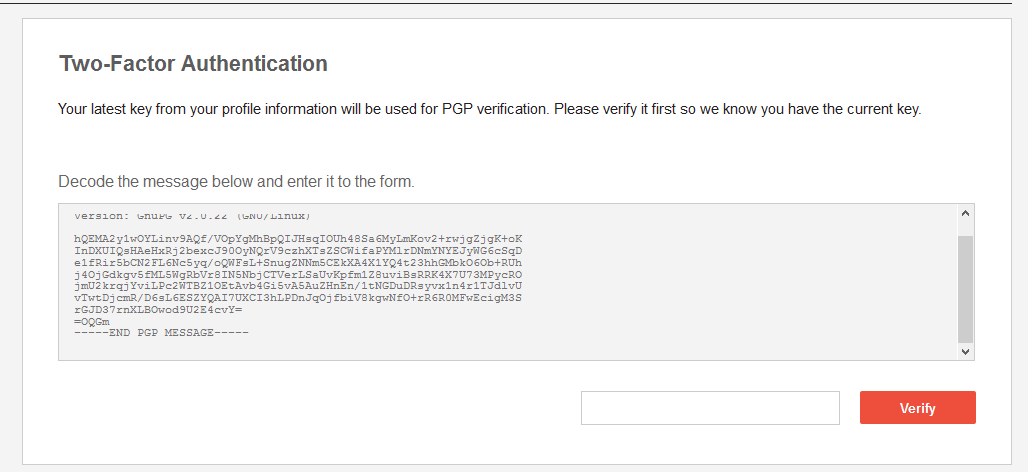 Two-Factor Authentication
Your latest key from your profile information will be used for PGP verification. Please verify it first so we know you have the current key.
Decode the message below and enter it to the form.
Version: GnuPG v2.0.22 (GNU/Linux)
hQEMA2y1wOYLinv9AQf/VOpYgMhBpQIJHsqIOUh48Sa6MyLmKov2+rwjgZjgK+oK
InDXUIQsHAeHxRj2bexcJ90OyNQrV9czhXTsZSCWifaPYMlrDNmYNYEJyWG6cSqD
e1fRir5bCN2FL6Nc5yq/oQWFsL+SnugZNNm5CEkXA4X1YQ4t23hhGMbkO6Ob+RUh
j4OjGdkgv5fML5WgRbVr8IN5NbjCTVerLSaUvKpfm1Z8uviBsRRK4X7U73MPycRO
jmU2krqjYviLPc2WTBZ1OEtAvb4Gi5vA5AuZHnEn/1tNGDuDRsyvx1n4r1TJdlvU
vTwtDjcmR/D6sL6ESZYQAI7UXCI3hLPDnJqOjfbiV8kgwNfO+rR6R0MFwEcigM3S
rGJD37rnXLBOwod9U2E4cvY=
=OQGm
-----END PGP MESSAGE-----
Verify